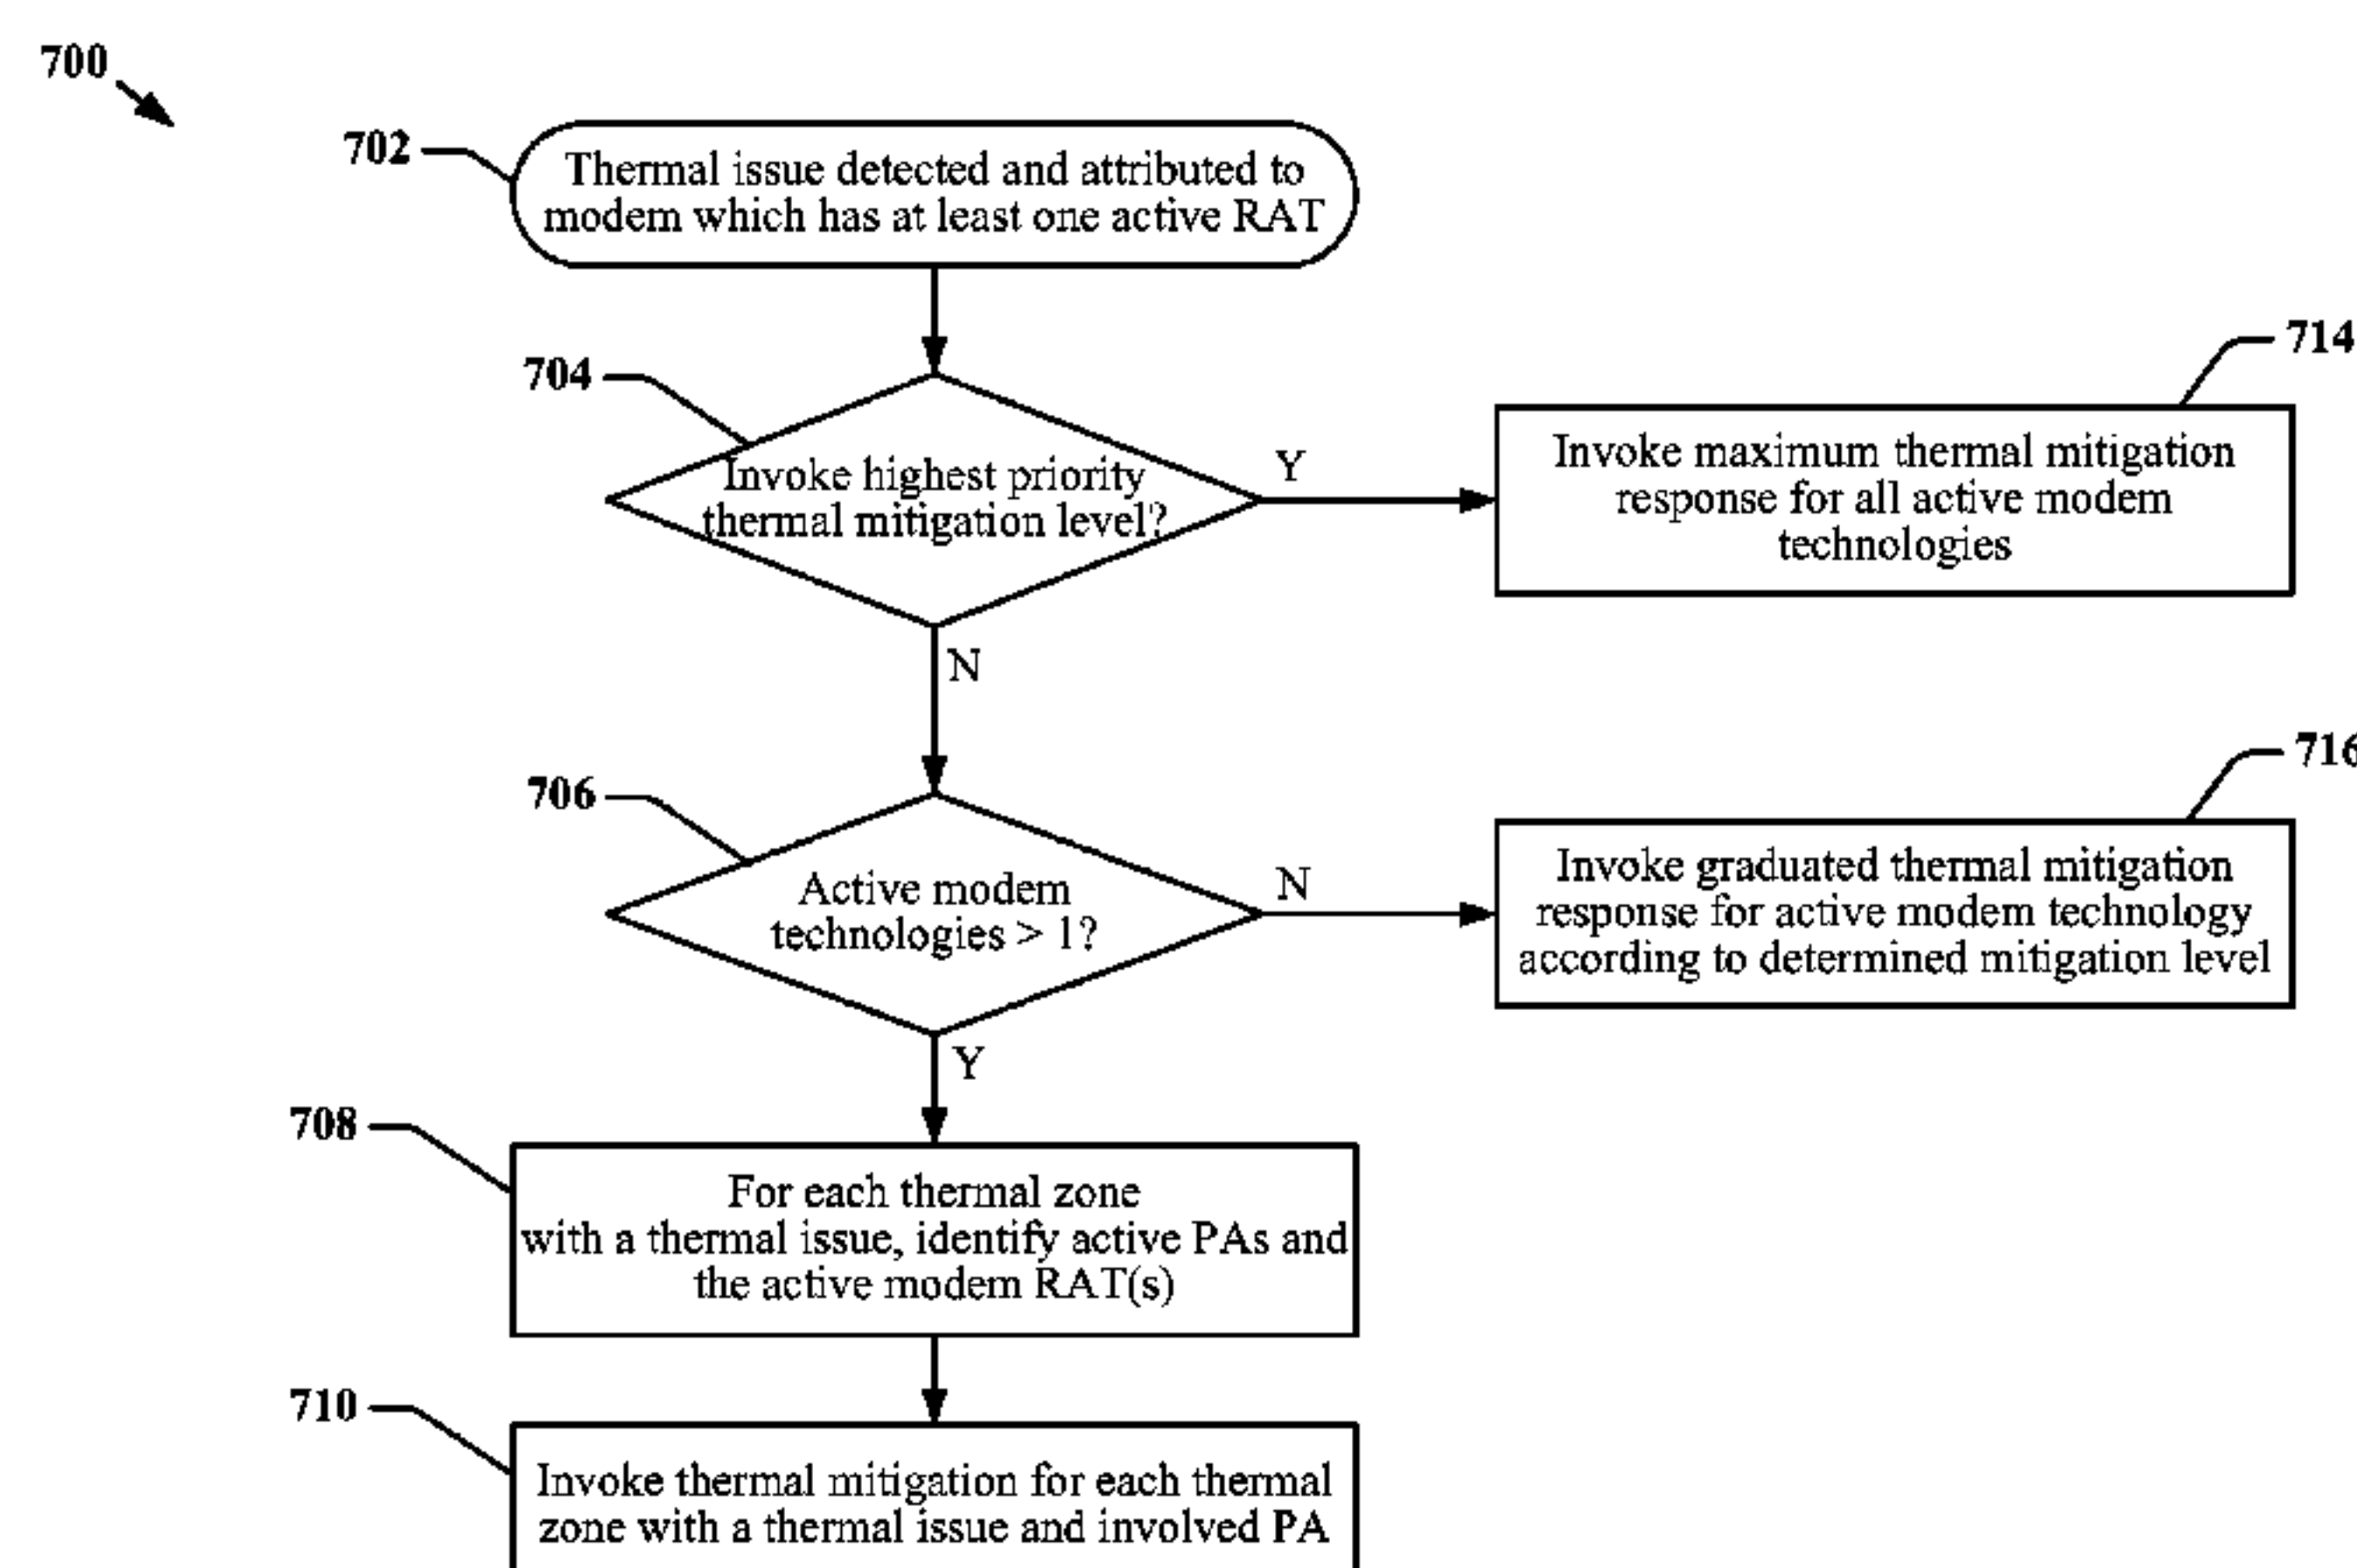 700
702
Thermal issue detected and attributed to
modem which has at least one active RAT
704
Invoke highest priority
thermal mitigation level?
Y
714
Invoke maximum thermal mitigation
response for all active modem
technologies
N
706
Active modem
technologies > 1?
N
716
Invoke graduated thermal mitigation
response for active modem technology
according to determined mitigation level
Y
708
For each thermal zone
with a thermal issue, identify active PAs and
the active modem RAT(s)
710
Invoke thermal mitigation for each thermal
zone with a thermal issue and involved PA